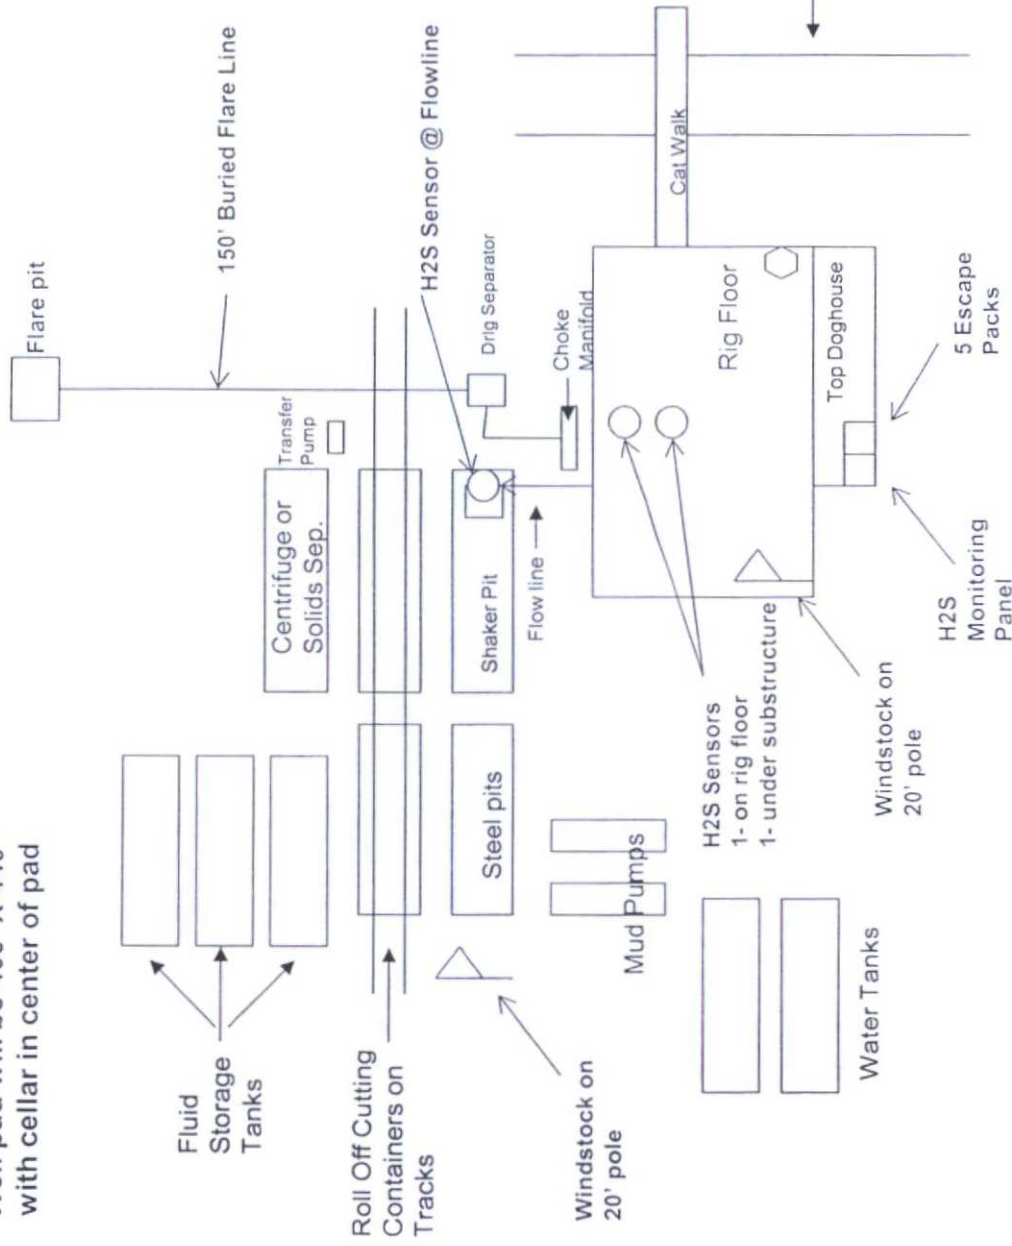 with cellar in center of pad
Flare pit
150' Buried Flare Line
Fluid
Storage
Tanks
Transfer
Pump
Centrifuge or
Solids Sep.
H2S Sensor @ Flowline
Drlg Separator
Roll Off Cutting
Containers on
Tracks
Steel pits
Shaker Pit
Flow line
Choke
Manifold
Cat Walk
Rig Floor
Top Doghouse
Mud Pumps
H2S Sensors
1- on rig floor
1- under substructure
Windstock on
20' pole
Windstock on
20' pole
Water Tanks
H2S
Monitoring
Panel
5 Escape
Packs